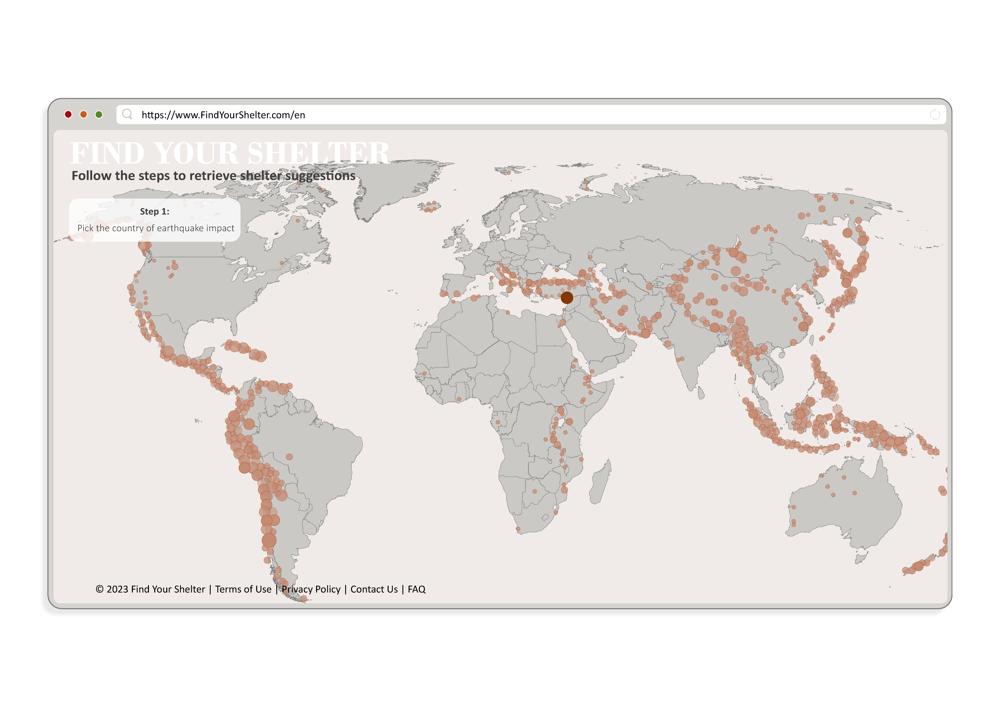 https://www.FindYourShelter.com/en
FIND YOUR SHELTER
Follow the steps to retrieve shelter suggestions
Step 1:
Pick the country of earthquake impact
© 2023 Find Your Shelter | Terms of Use | Privacy Policy | Contact Us | FAQ